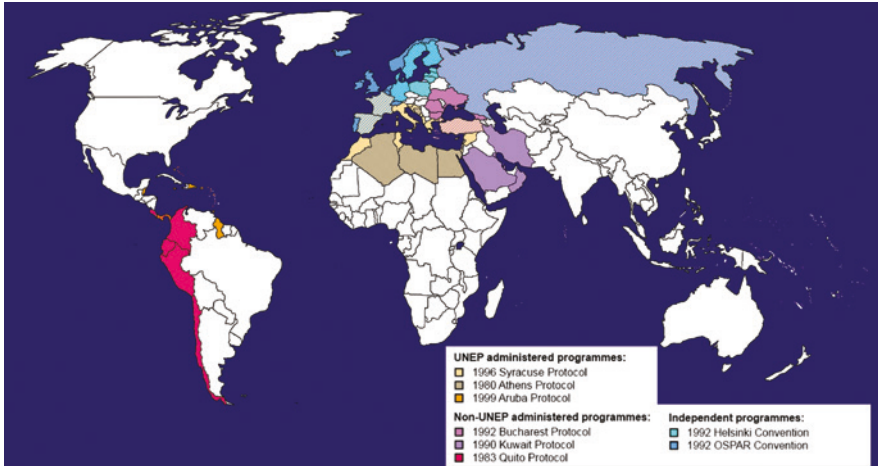 UNEP administered programmes:
1996 Syracuse Protocol
1980 Athens Protocol
1999 Aruba Protocol
Non-UNEP administered programmes:
1992 Bucharest Protocol
1990 Kuwait Protocol
1983 Quito Protocol
Independent programmes:
1992 Helsinki Convention
1992 OSPAR Convention